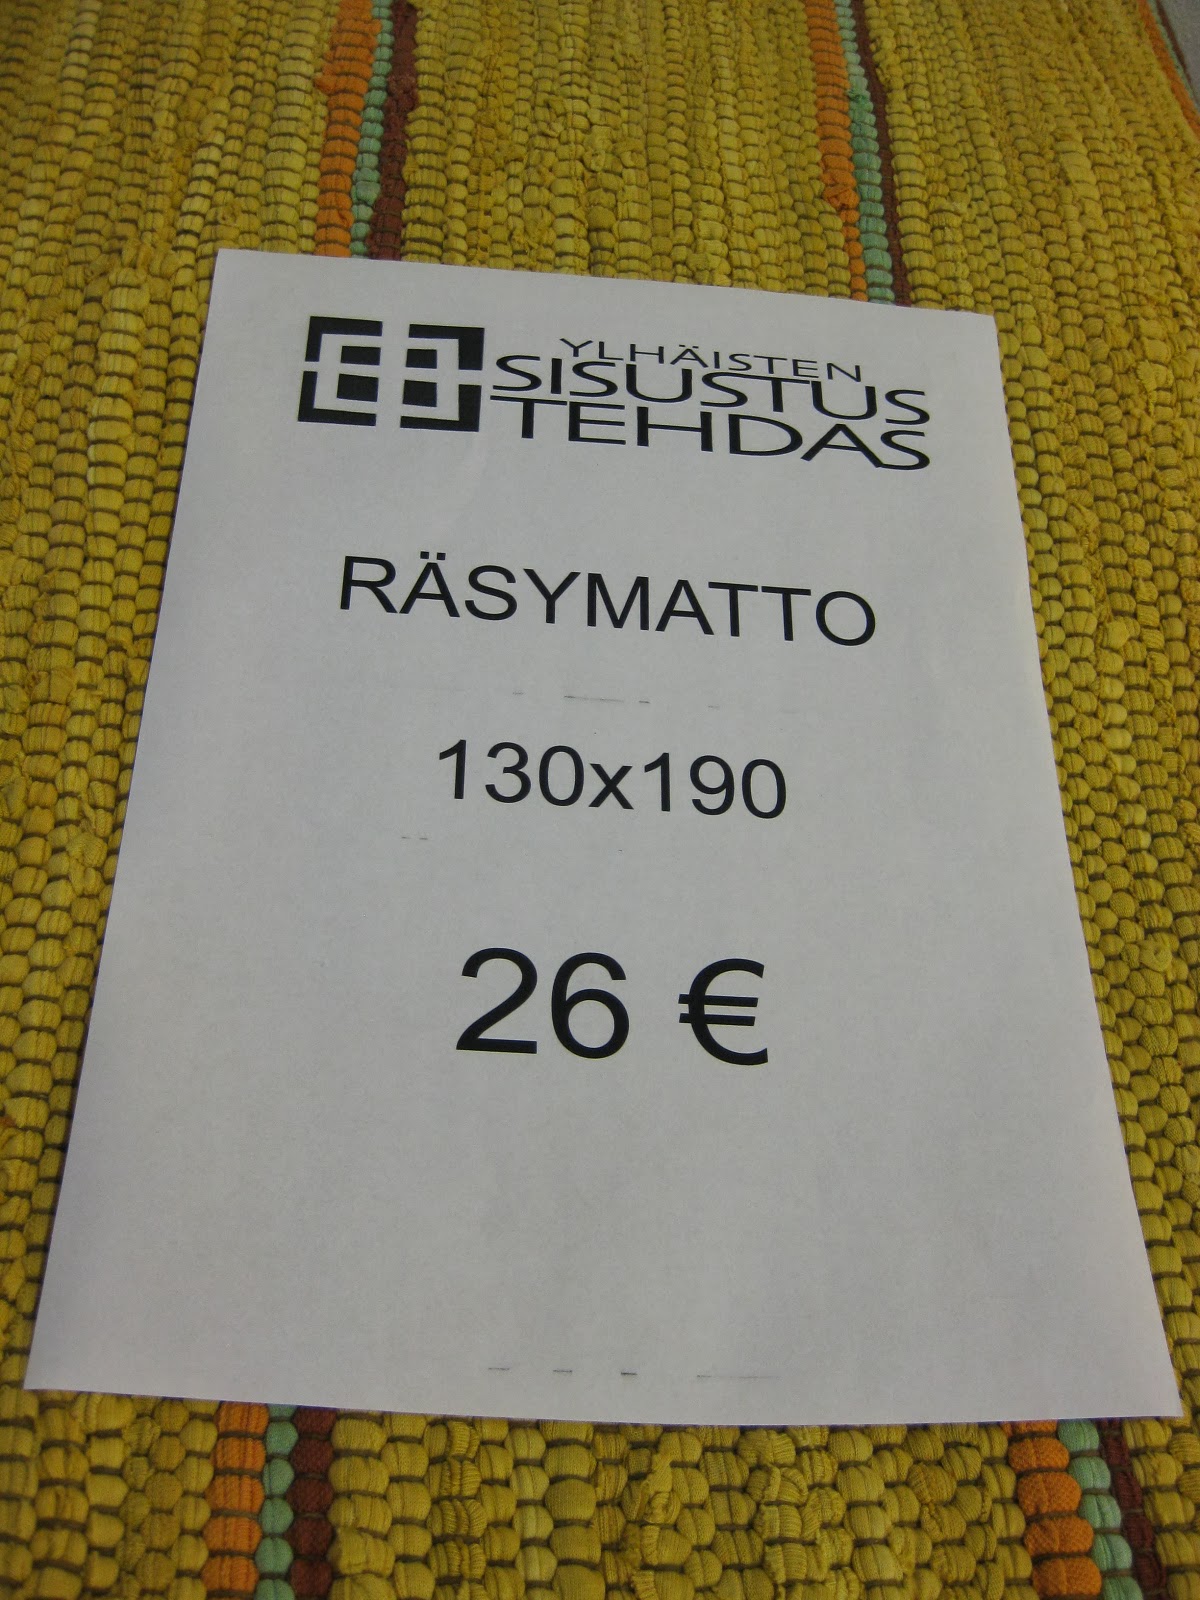 YLHÄISTEN
SISUSTUS
TEHDAS
RÄSYMATTO
130x190
26 €